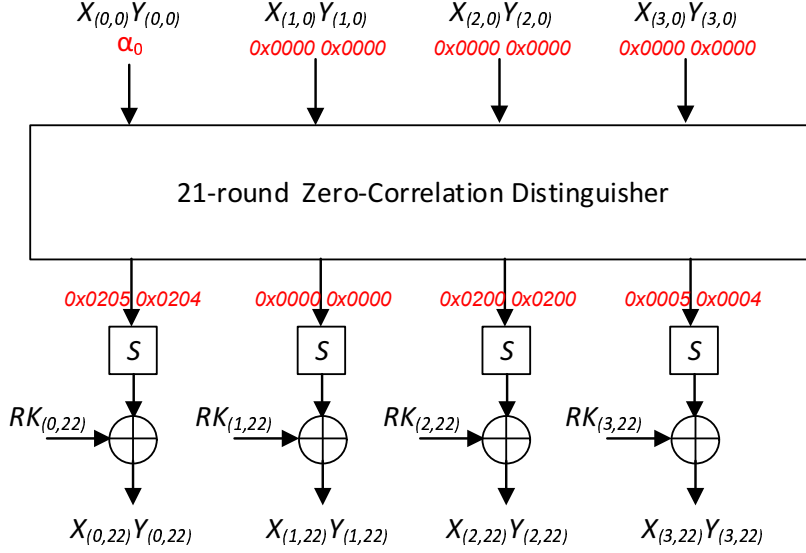 X(0,0)Y(0,0) X(1,0)Y(1,0) X(2,0)Y(2,0) X(3,0)Y(3,0)
α0 0x0000 0x0000 0x0000 0x0000 0x0000 0x0000
21-round Zero-Correlation Distinguisher
0x0205 0x0204 0x0000 0x0000 0x0200 0x0200 0x0005 0x0004
S S S S
RK(0,22) RK(1,22) RK(2,22) RK(3,22)
X(0,22)Y(0,22) X(1,22)Y(1,22) X(2,22)Y(2,22) X(3,22)Y(3,22)